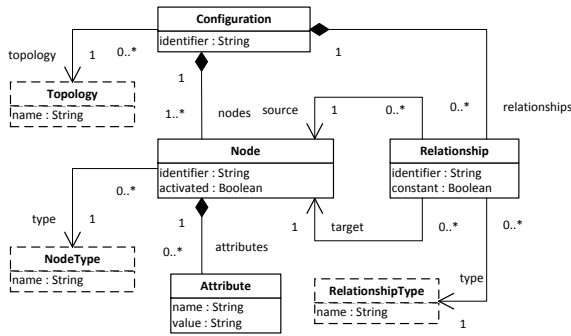 Configuration
identifier : String
topology
1
0..*
1
1
Topology
name : String
1..*
nodes
source
1
0..*
0..*
relationships
Node
identifier : String
activated : Boolean
Relationship
identifier : String
constant : Boolean
0..*
type
1
1
0..*
attributes
1
target
0..*
0..*
NodeType
name : String
Attribute
name : String
value : String
RelationshipType
name : String
type
1